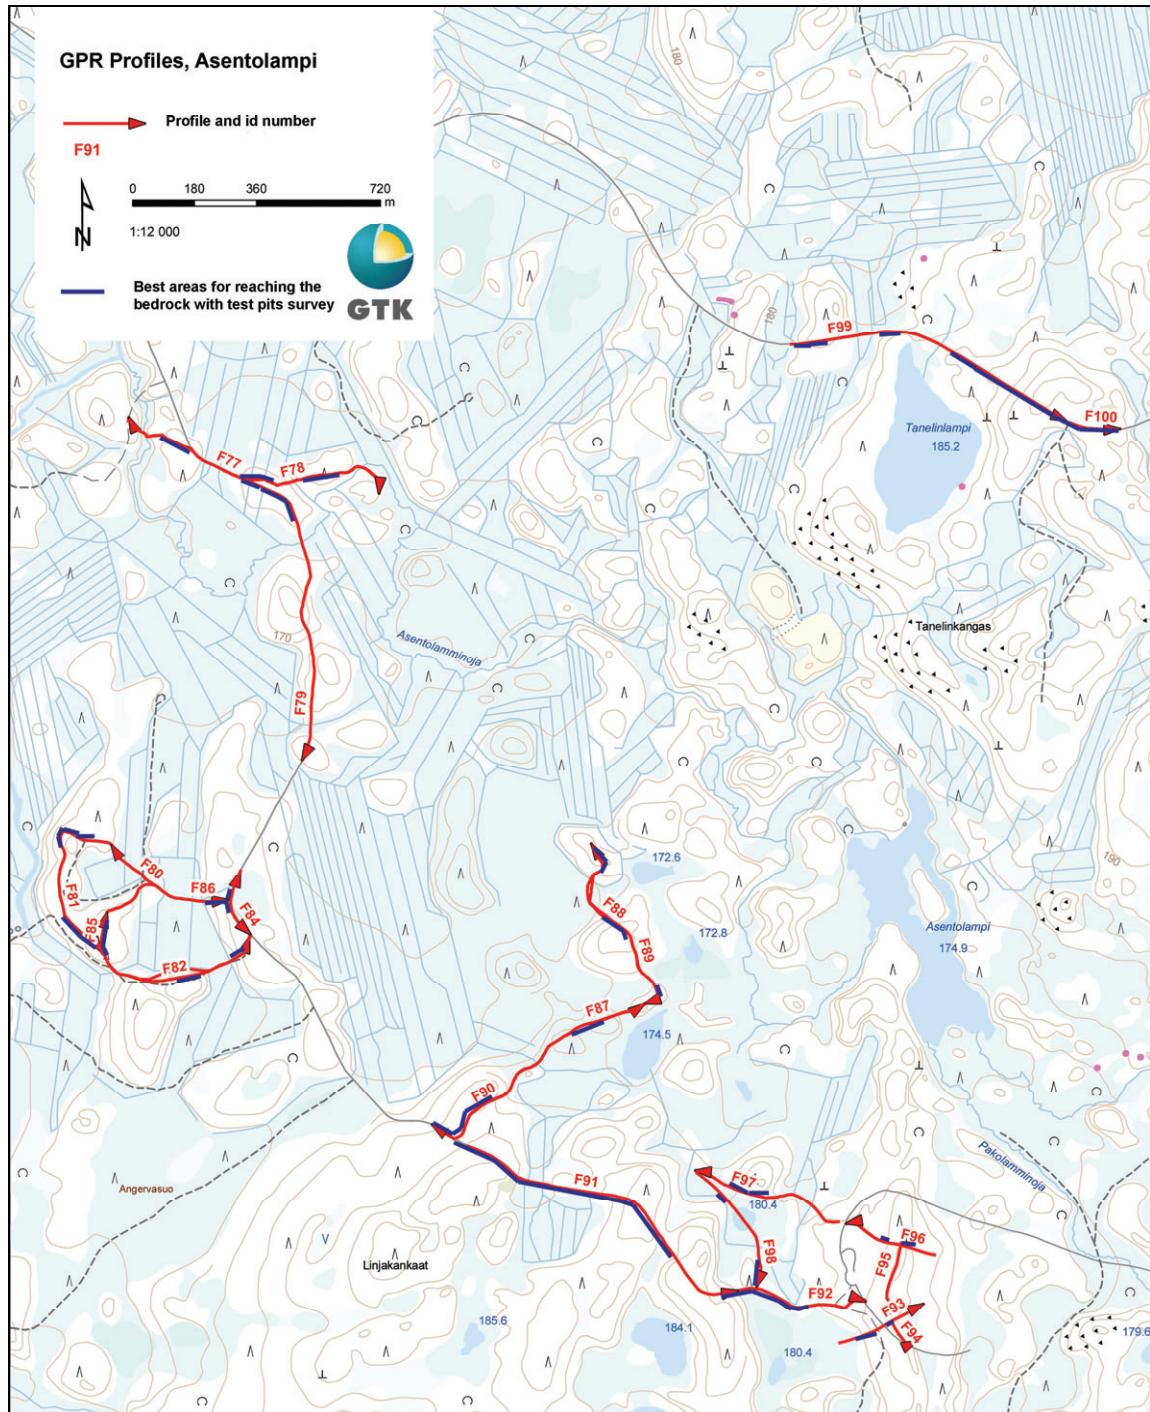 GPR Profiles, Asentolampi
Profile and id number
F91
0 180 360 720
m
N
1:12 000
GTK
Best areas for reaching the
bedrock with test pits survey
180
180
F99
F100
Tanelinlampi
185.2
F77
F78
170
Asentolamminoja
Tanelinkangas
F79
190
F80
172.6
F81
F86
F88
F84
F85
F89
172.8
Asentolampi
174.9
F82
F87
174.5
F90
Pakolamminoja
Angervasuo
F91
F97
180.4
F96
V
F98
F95
Linjakankaat
F92
F93
185.6
184.1
F94
179.6
180.4